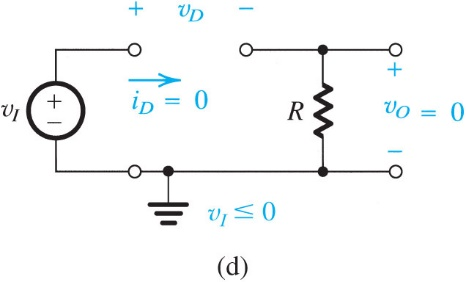 + v_D −
v_I + −
i_D = 0
R
+
v_O = 0
−
v_I ≤ 0
(d)